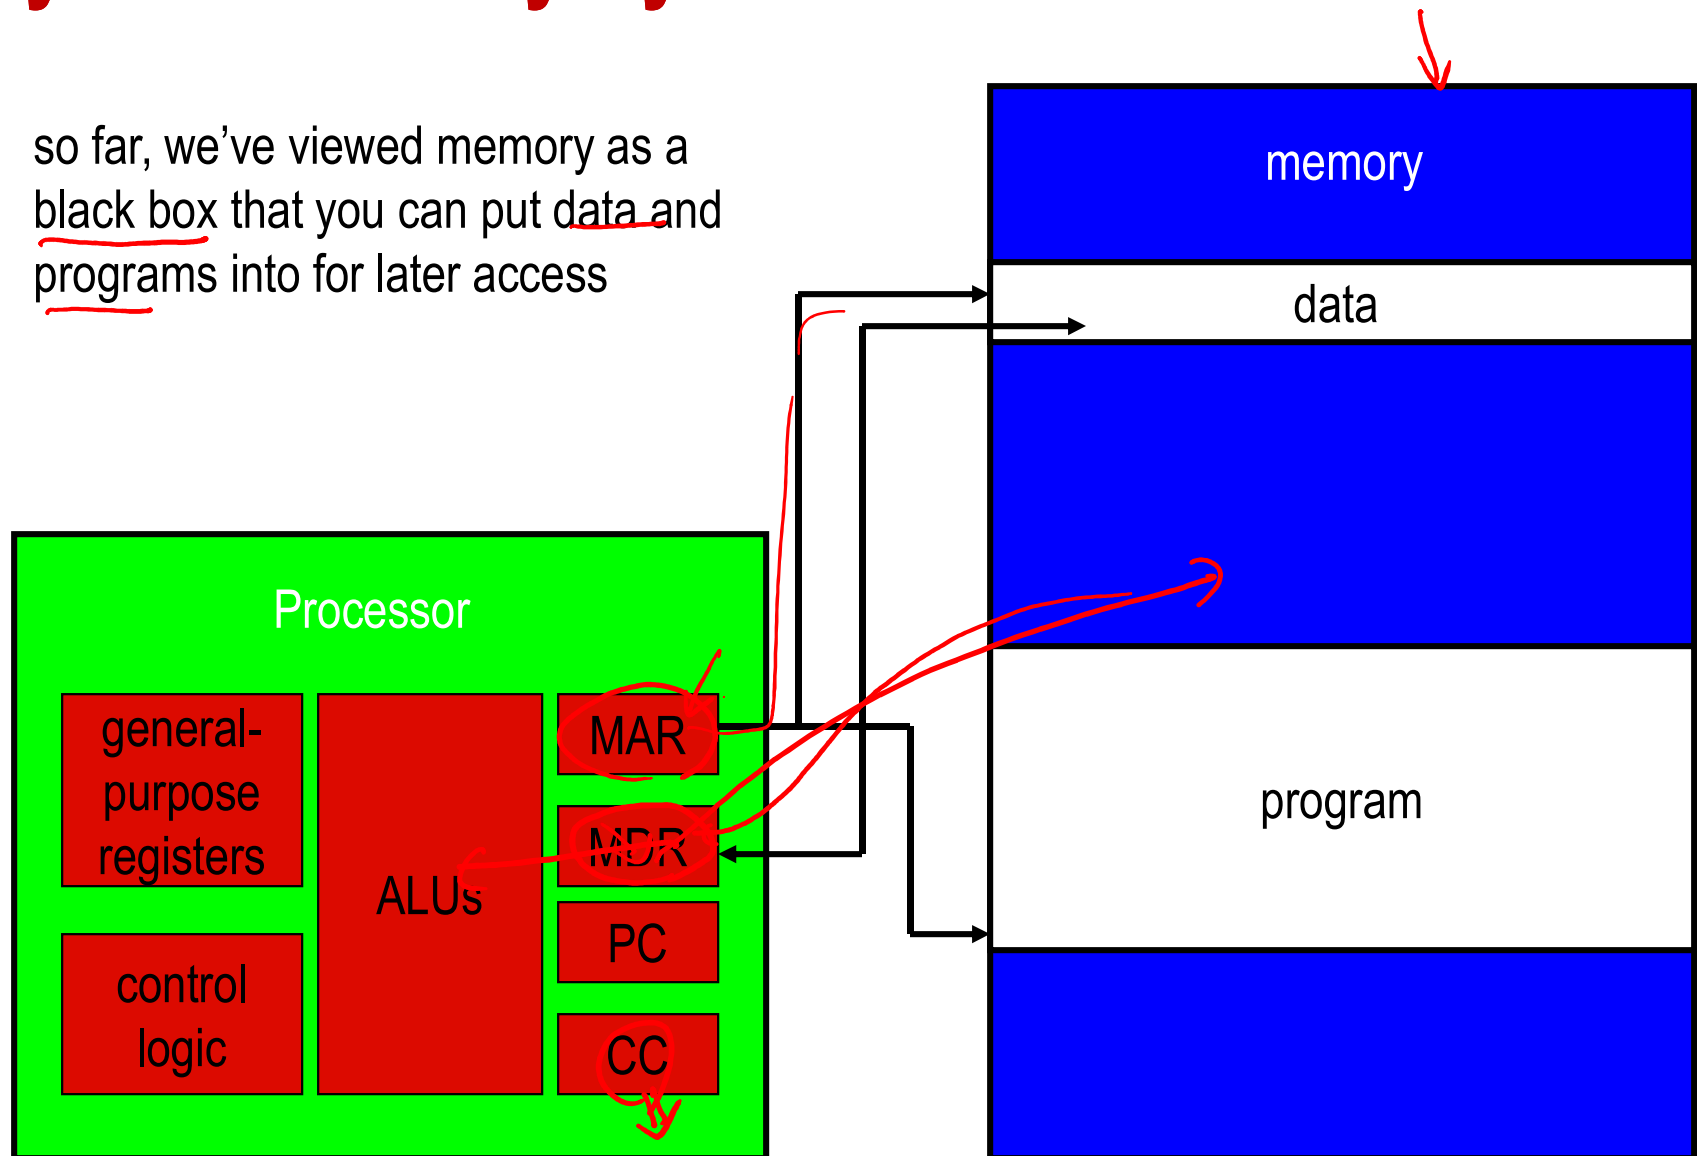 so far, we've viewed memory as a
black box that you can put data and
programs into for later access
memory
data
program
Processor
general-
purpose
registers
control
logic
ALUs
MAR
MDR
PC
CC